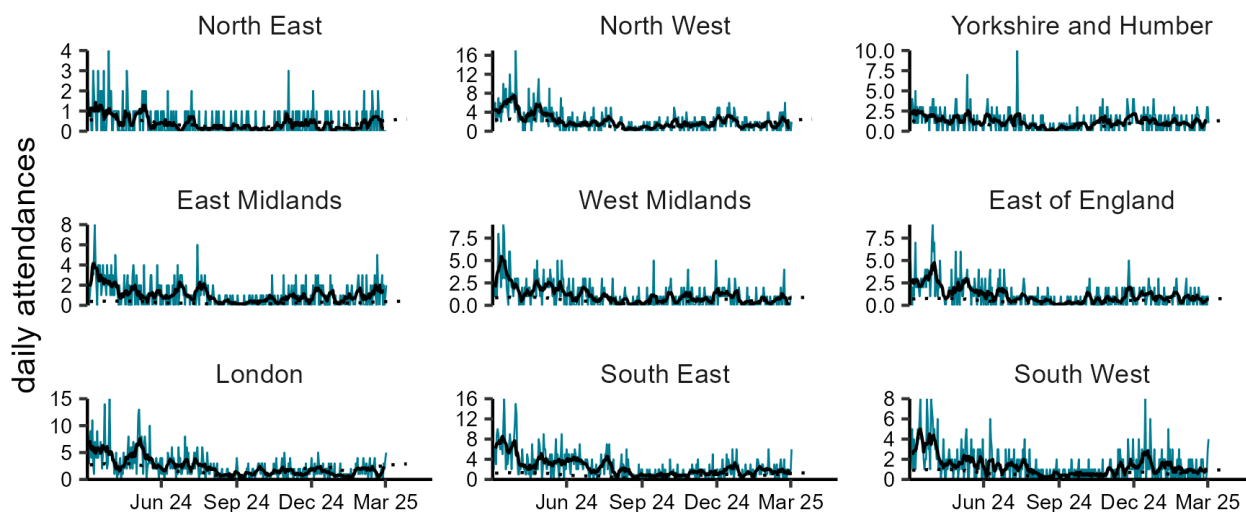 North East North West Yorkshire and Humber
4 16 10.0
3 12 7.5
2 8 5.0
1 4 2.5
0 0 0.0
daily attendances
East Midlands West Midlands East of England
8
6 7.5 7.5
4 5.0 5.0
2 2.5 2.5
0 0.0 0.0
London South East South West
15 16 8
10 12 6
5 8 4
0 4 2
0 0
Jun 24 Sep 24 Dec 24 Mar 25 Jun 24 Sep 24 Dec 24 Mar 25 Jun 24 Sep 24 Dec 24 Mar 25